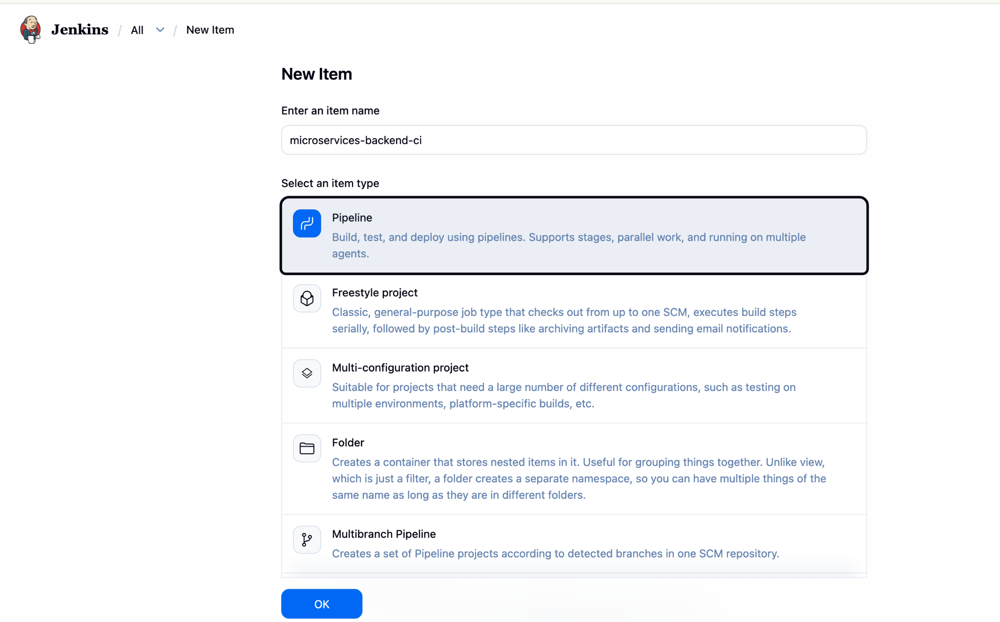 Jenkins / All / New Item
New Item
Enter an item name
microservices-backend-ci
Select an item type
Pipeline
Build, test, and deploy using pipelines. Supports stages, parallel work, and running on multiple
agents.
Freestyle project
Classic, general-purpose job type that checks out from up to one SCM, executes build steps
serially, followed by post-build steps like archiving artifacts and sending email notifications.
Multi-configuration project
Suitable for projects that need a large number of different configurations, such as testing on
multiple environments, platform-specific builds, etc.
Folder
Creates a container that stores nested items in it. Useful for grouping things together. Unlike view,
which is just a filter, a folder creates a separate namespace, so you can have multiple things of the
same name as long as they are in different folders.
Multibranch Pipeline
Creates a set of Pipeline projects according to detected branches in one SCM repository.
OK